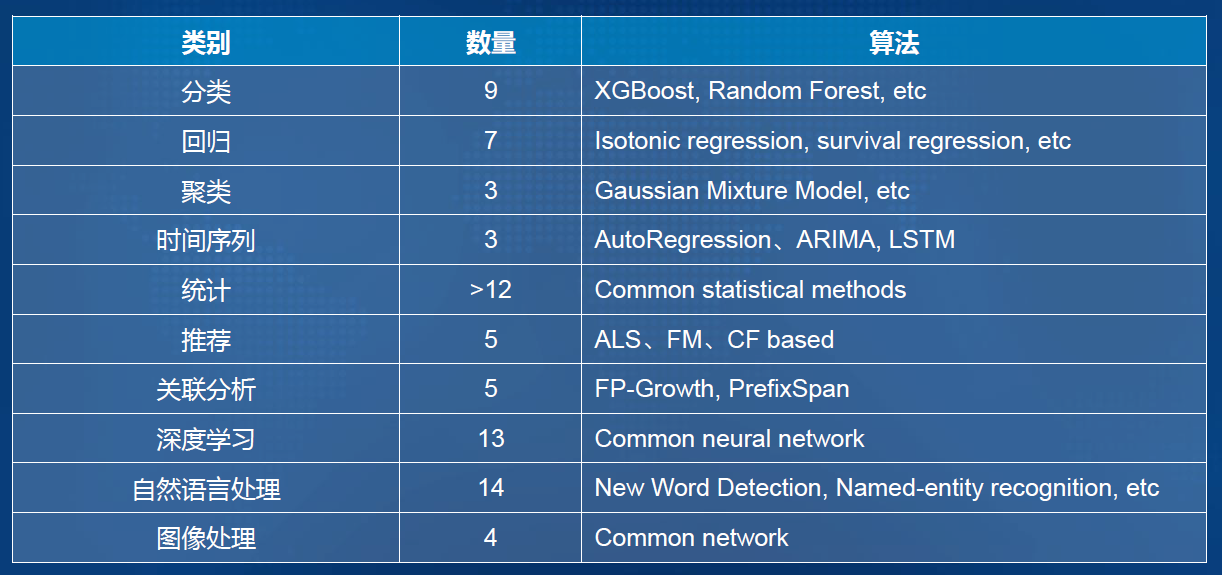 类别 数量 算法
分类 9 XGBoost, Random Forest, etc
回归 7 Isotonic regression, survival regression, etc
聚类 3 Gaussian Mixture Model, etc
时间序列 3 AutoRegression、ARIMA, LSTM
统计 >12 Common statistical methods
推荐 5 ALS、FM、CF based
关联分析 5 FP-Growth, PrefixSpan
深度学习 13 Common neural network
自然语言处理 14 New Word Detection, Named-entity recognition, etc
图像处理 4 Common network